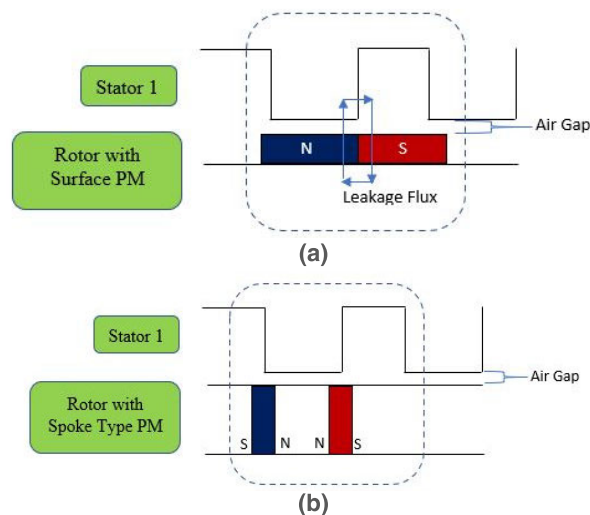 Stator 1
Air Gap
Rotor with
Surface PM
N
S
Leakage Flux
(a)
Stator 1
Air Gap
Rotor with
Spoke Type PM
S N N S
(b)